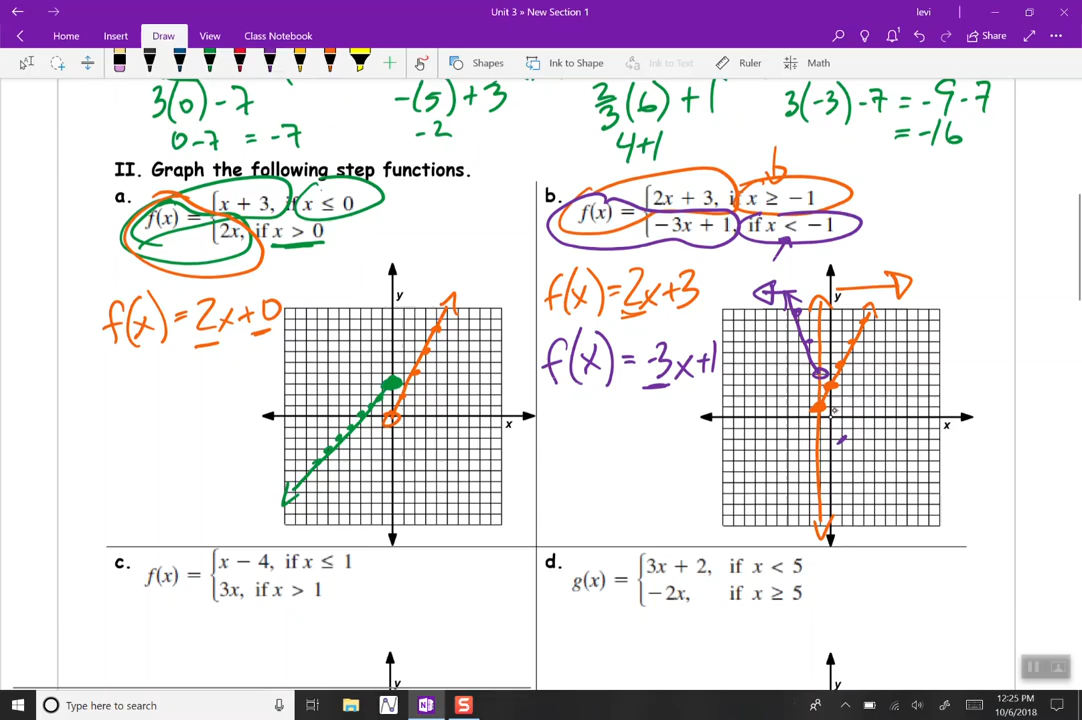 Unit 3 » New Section 1
levi
Home Insert Draw View Class Notebook
Share
Shapes Ink to Shape Ink to Text Ruler Math
3(0) - 7
0 - 7 = -7
-(5) + 3
-2
2/3 (6) + 1
4+1
3(-3) - 7 = -9 - 7
= -16
II. Graph the following step functions.
a. f(x) = { x + 3, if x ≤ 0
2x, if x > 0
f(x) = 2x+0
y
x
b. f(x) = { 2x + 3, if x ≥ -1
-3x + 1, if x < -1
f(x) = 2x+3
f(x) = -3x+1
y
x
c. f(x) = { x - 4, if x ≤ 1
3x, if x > 1
y
d. g(x) = { 3x + 2, if x < 5
-2x, if x ≥ 5
y
Type here to search
12:25 PM
10/6/2018